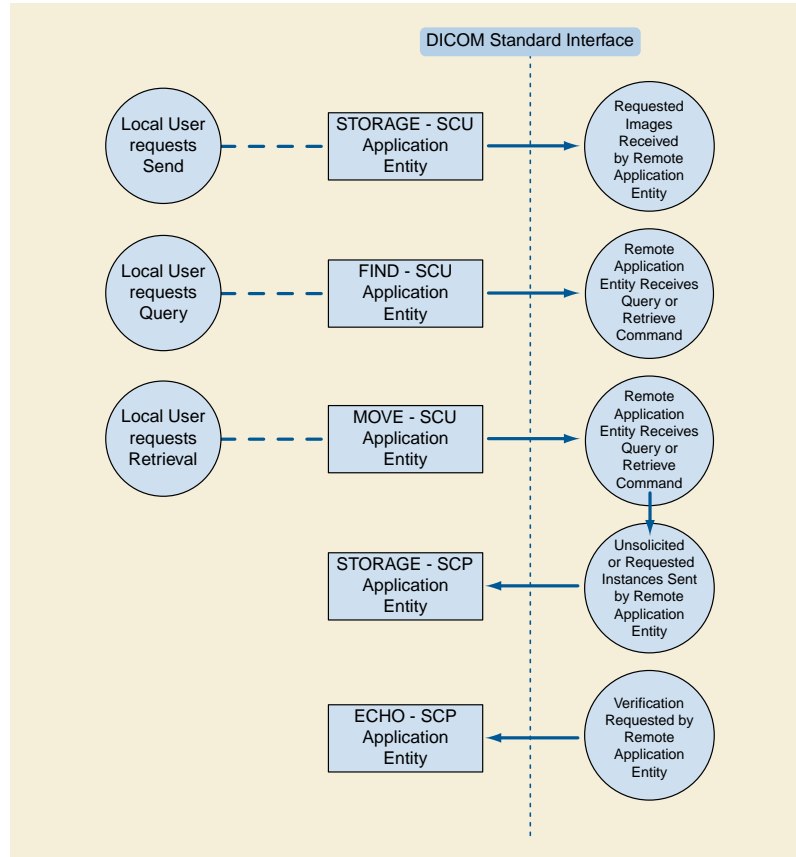 DICOM Standard Interface
Local User
requests
Send
STORAGE - SCU
Application
Entity
Requested
Images
Received
by Remote
Application
Entity
Local User
requests
Query
FIND - SCU
Application
Entity
Remote
Application
Entity Receives
Query or
Retrieve
Command
Local User
requests
Retrieval
MOVE - SCU
Application
Entity
Remote
Application
Entity Receives
Query or
Retrieve
Command
STORAGE - SCP
Application
Entity
Unsolicited
or Requested
Instances Sent
by Remote
Application
Entity
ECHO - SCP
Application
Entity
Verification
Requested by
Remote
Application
Entity